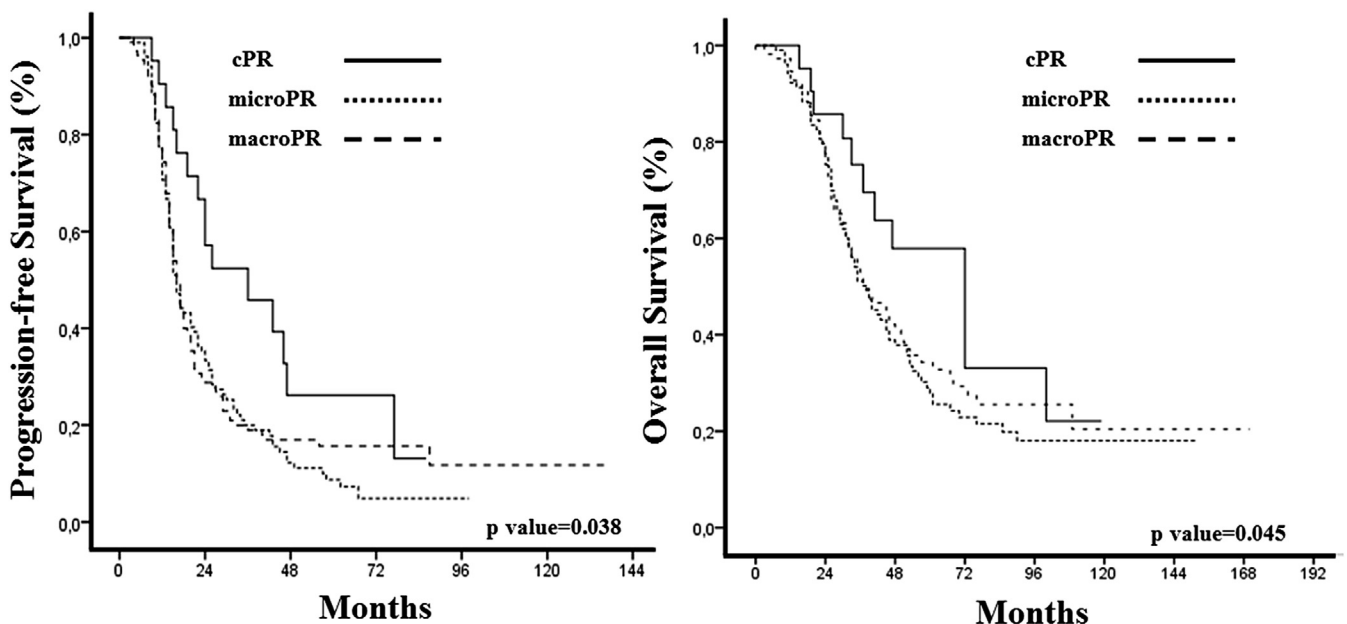 Progression-free Survival (%)
1,0
0,8
0,6
0,4
0,2
0,0
cPR
microPR
macroPR
p value=0.038
0 24 48 72 96 120 144
Months
Overall Survival (%)
1,0
0,8
0,6
0,4
0,2
0,0
cPR
microPR
macroPR
p value=0.045
0 24 48 72 96 120 144 168 192
Months